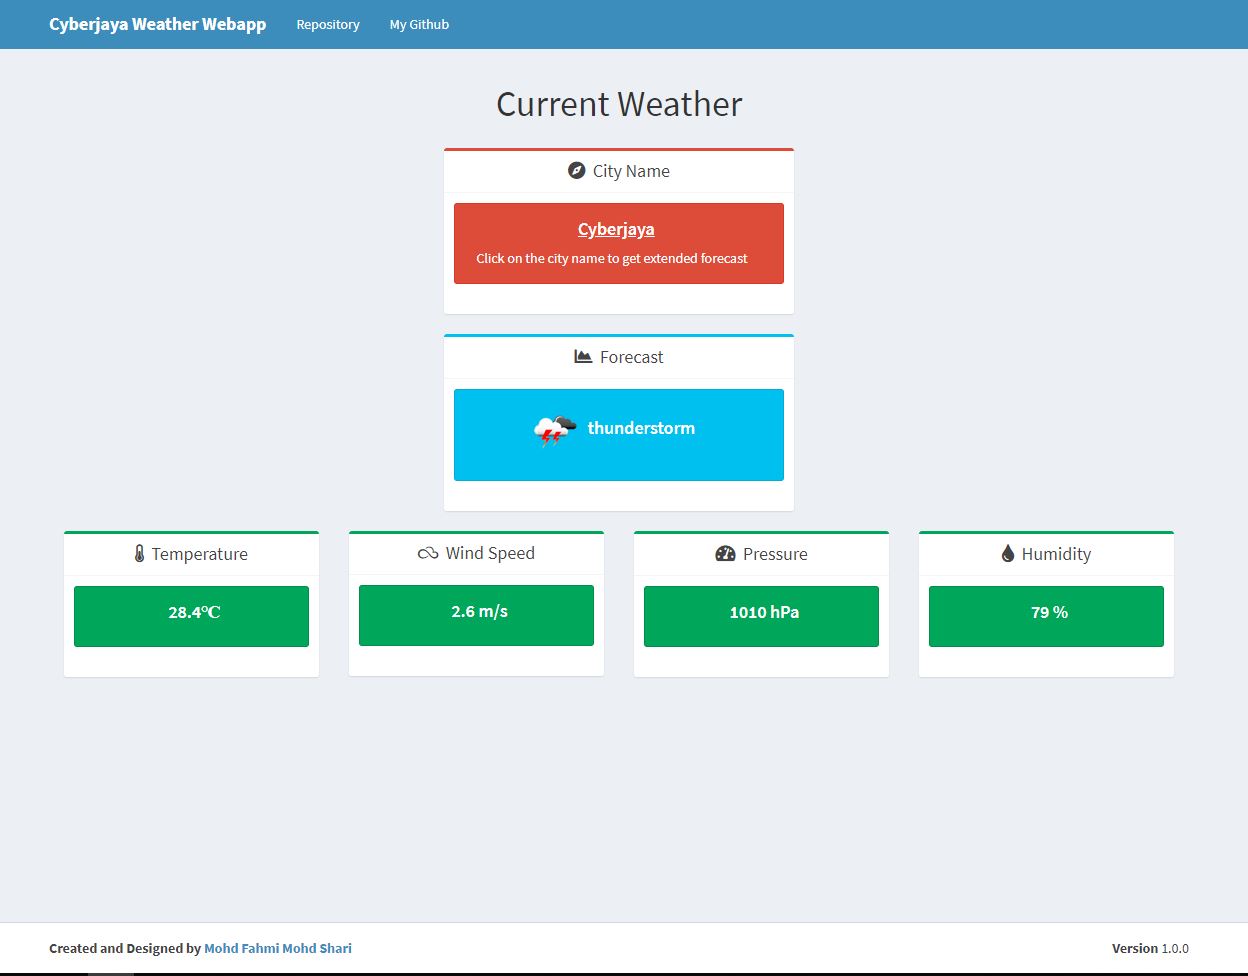 Cyberjaya Weather Webapp Repository My Github
Current Weather
City Name
Cyberjaya
Click on the city name to get extended forecast
Forecast
thunderstorm
Temperature
28.4℃
Wind Speed
2.6 m/s
Pressure
1010 hPa
Humidity
79 %
Created and Designed by Mohd Fahmi Mohd Shari
Version 1.0.0